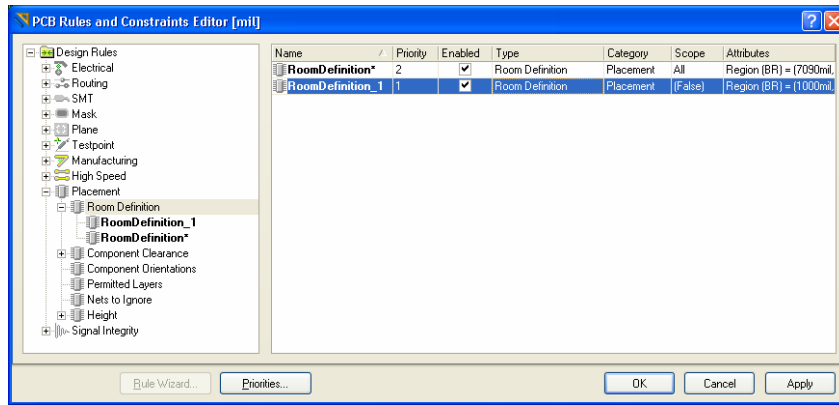 PCB Rules and Constraints Editor [mil]
Design Rules
Electrical
Routing
SMT
Mask
Plane
Testpoint
Manufacturing
High Speed
Placement
Room Definition
RoomDefinition_1
RoomDefinition*
Component Clearance
Component Orientations
Permitted Layers
Nets to Ignore
Height
Signal Integrity
Name Priority Enabled Type Category Scope Attributes
RoomDefinition* 2 Room Definition Placement All Region (BR) = (7090mil,
RoomDefinition_1 1 Room Definition Placement (False) Region (BR) = (1000mil,
Rule Wizard... Priorities... OK Cancel Apply